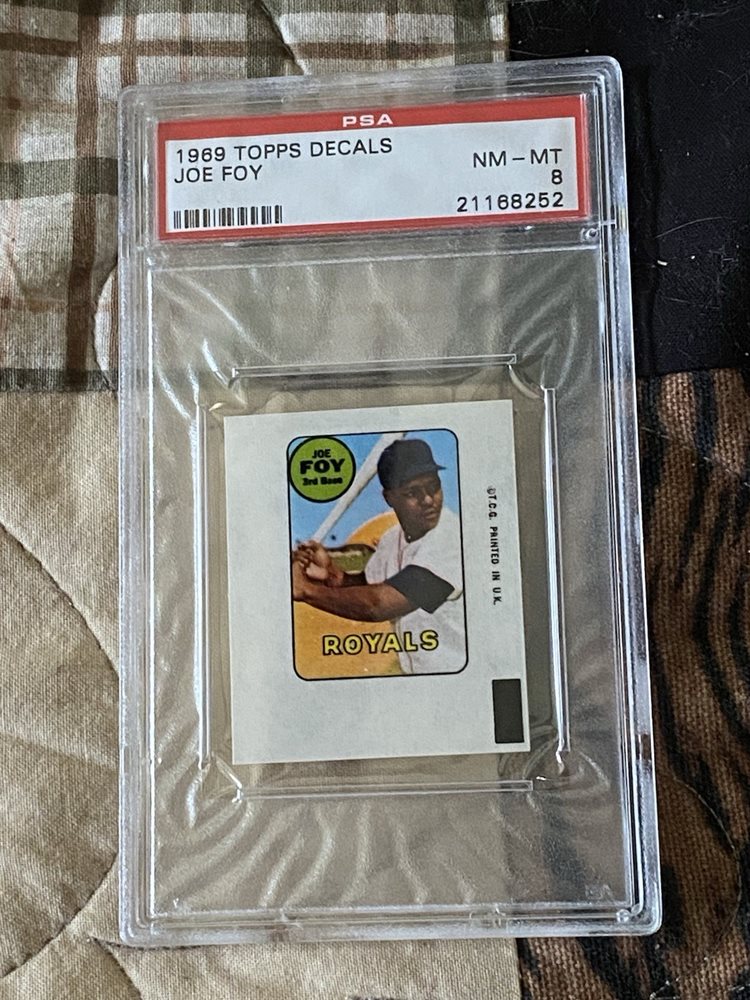 PSA
1969 TOPPS DECALS
JOE FOY
NM - MT
8
21168252
JOE
FOY
3rd Base
ROYALS
©T.C.G. PRINTED IN U.K.